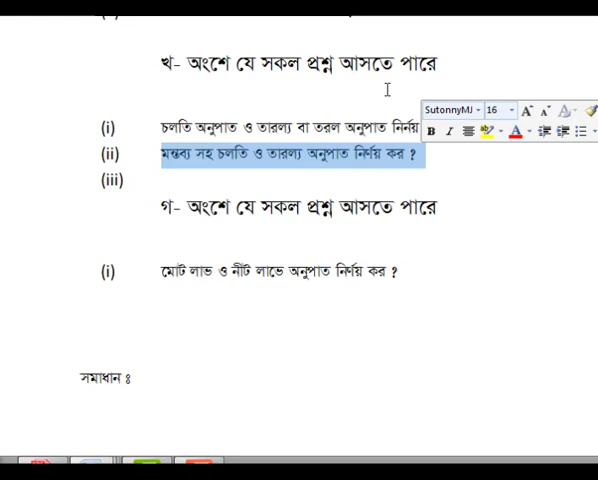 খ- অংশে যে সকল প্রশ্ন আসতে পারে
SutonnyMJ 16
(i) চলতি অনুপাত ও তারল্য বা তরল অনুপাত নির্নয়
(ii) মন্তব্য সহ চলতি ও তারল্য অনুপাত নির্ণয় কর ?
(iii)
গ- অংশে যে সকল প্রশ্ন আসতে পারে
(i) মোট লাভ ও নীট লাভে অনুপাত নির্ণয় কর ?
সমাধান ঃ